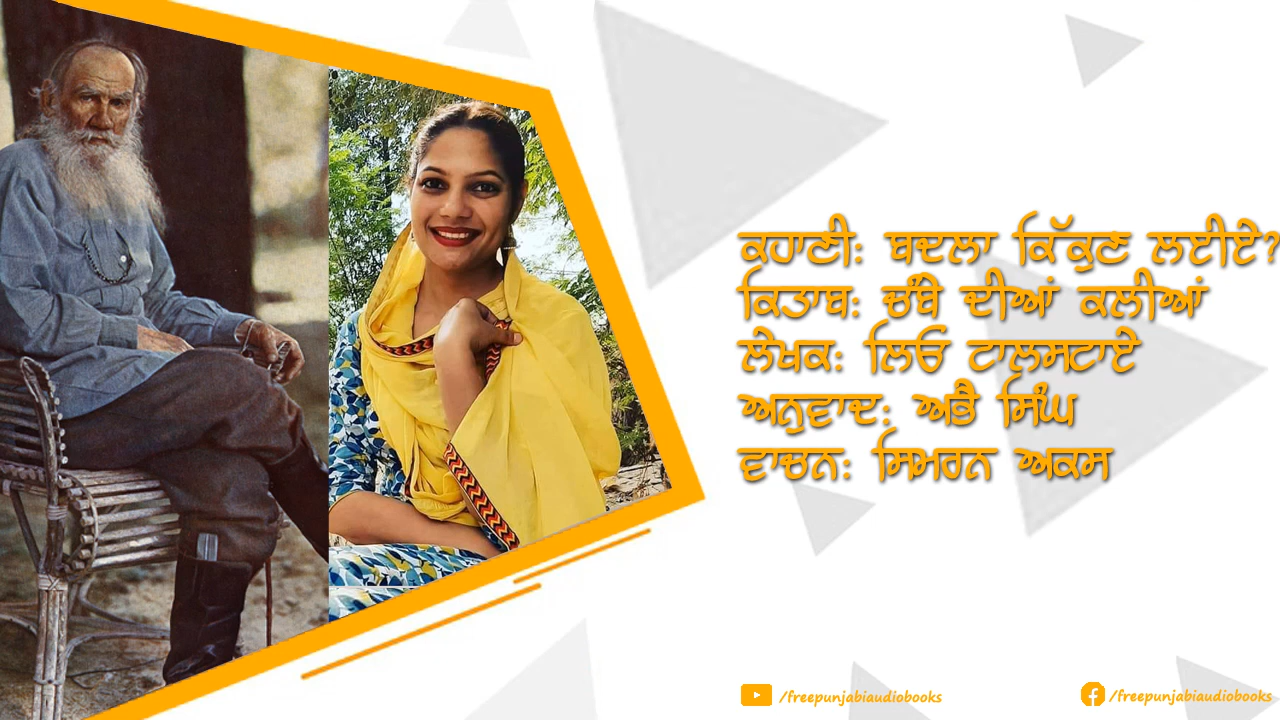 ਕਹਾਣੀ: ਬਦਲਾ ਕਿੱਕੁਣ ਲਈਏ?
ਕਿਤਾਬ: ਚੰਬੇ ਦੀਆਂ ਕਲੀਆਂ
ਲੇਖਕ: ਲਿਓ ਟਾਲਸਟਾਏ
ਅਨੁਵਾਦ: ਅਭੈ ਸਿੰਘ
ਵਾਚਨ: ਸਿਮਰਨ ਅਕਸ
/freepunjabiaudiobooks
/freepunjabiaudiobooks